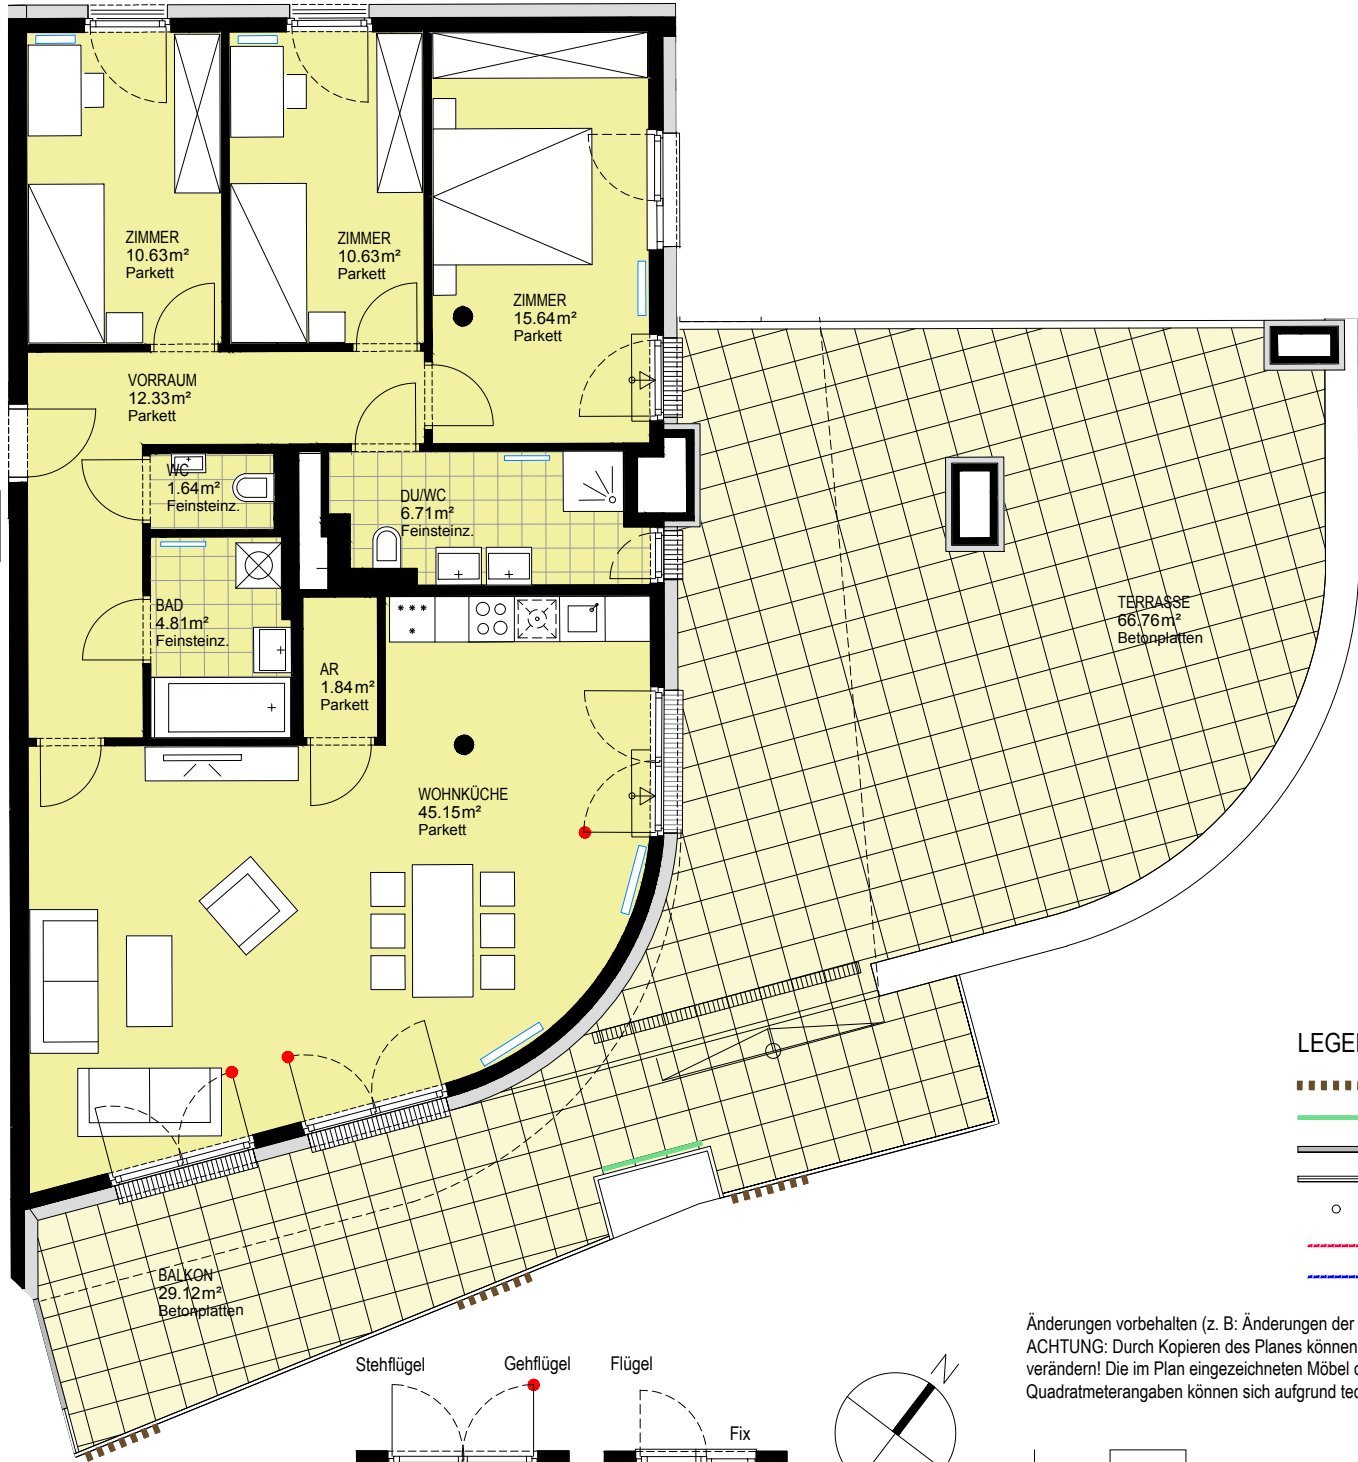 ZIMMER
10.63m²
Parkett
ZIMMER
10.63m²
Parkett
ZIMMER
15.64m²
Parkett
VORRAUM
12.33m²
Parkett
WC
1.64m²
Feinsteinz.
DU/WC
6.71m²
Feinsteinz.
BAD
4.81m²
Feinsteinz.
AR
1.84m²
Parkett
TERRASSE
66.76m²
Betonplatten
WOHNKÜCHE
45.15m²
Parkett
BALKON
29.12m²
Betonplatten
Stehflügel
Gehflügel
Flügel
Fix
N
Änderungen vorbehalten (z. B: Änderungen der
ACHTUNG: Durch Kopieren des Planes können
verändern! Die im Plan eingezeichneten Möbel
Quadratmeterangaben können sich aufgrund